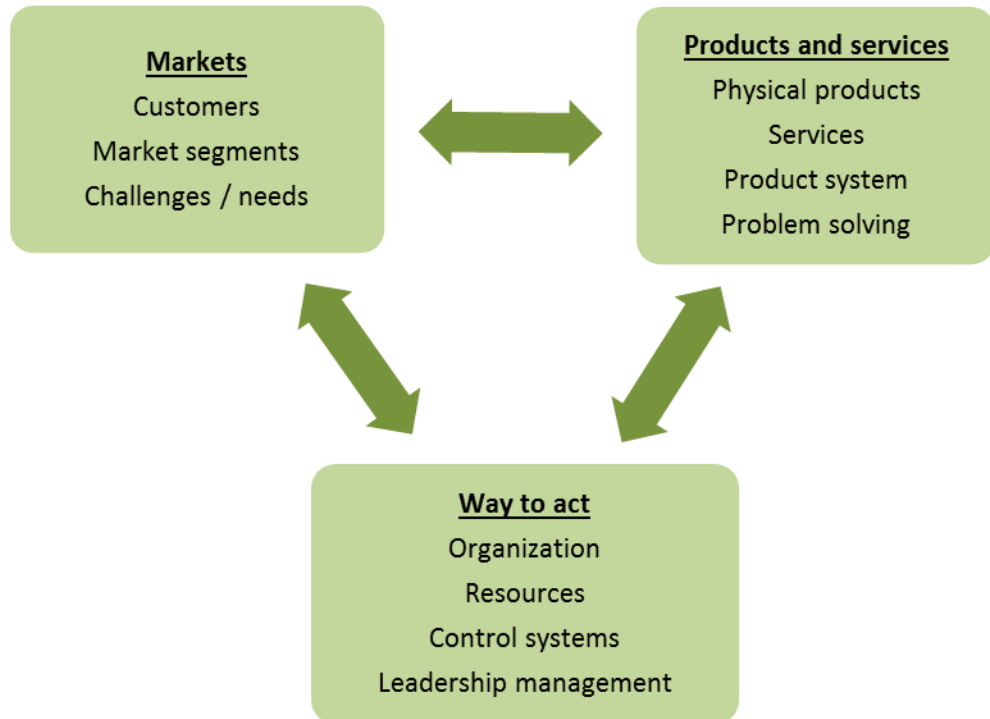 Markets
Customers
Market segments
Challenges / needs
Products and services
Physical products
Services
Product system
Problem solving
Way to act
Organization
Resources
Control systems
Leadership management